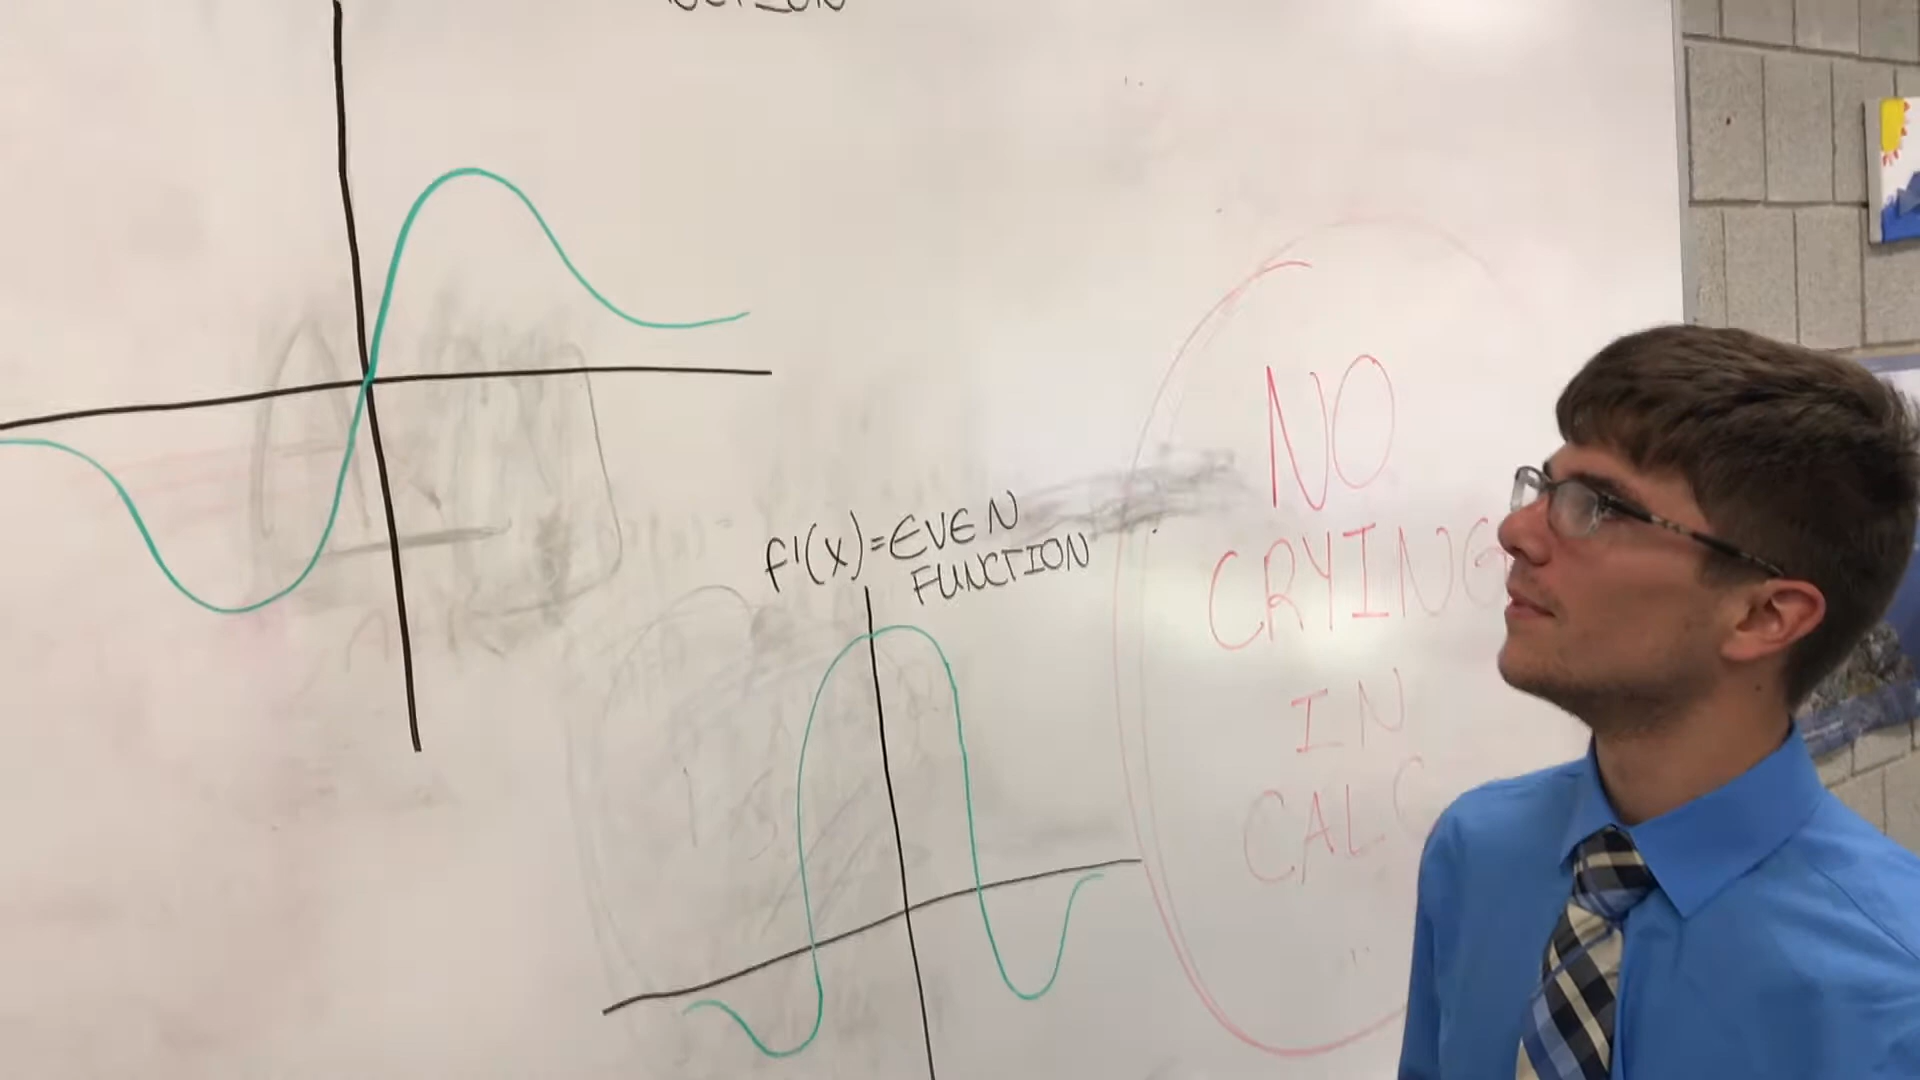 f'(x)=EVEN
FUNCTION
NO
CRYING
IN
CALC